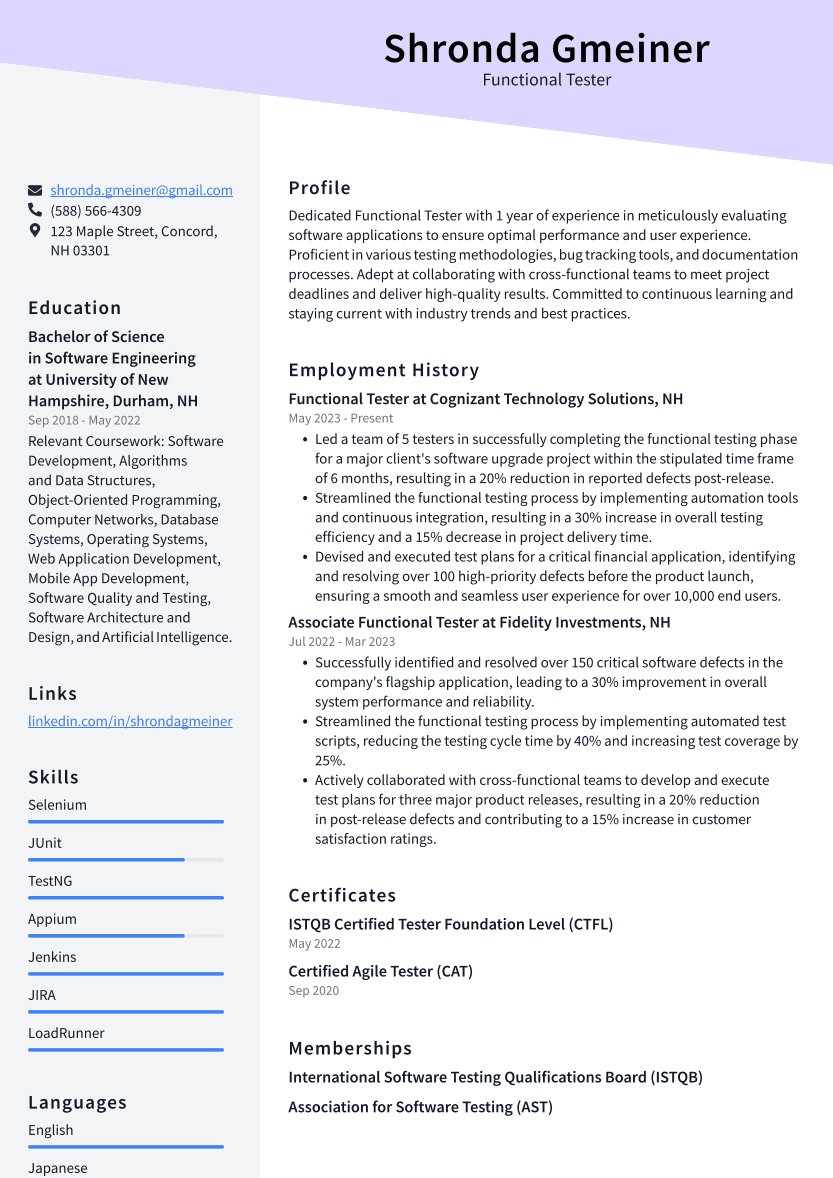 Shronda Gmeiner
Functional Tester
shronda.gmeiner@gmail.com
(588) 566-4309
123 Maple Street, Concord,
NH 03301
Education
Bachelor of Science
in Software Engineering
at University of New
Hampshire, Durham, NH
Sep 2018 - May 2022
Relevant Coursework: Software
Development, Algorithms
and Data Structures,
Object-Oriented Programming,
Computer Networks, Database
Systems, Operating Systems,
Web Application Development,
Mobile App Development,
Software Quality and Testing,
Software Architecture and
Design, and Artificial Intelligence.
Links
linkedin.com/in/shrondagmeiner
Skills
Selenium
JUnit
TestNG
Appium
Jenkins
JIRA
LoadRunner
Languages
English
Japanese
Profile
Dedicated Functional Tester with 1 year of experience in meticulously evaluating
software applications to ensure optimal performance and user experience.
Proficient in various testing methodologies, bug tracking tools, and documentation
processes. Adept at collaborating with cross-functional teams to meet project
deadlines and deliver high-quality results. Committed to continuous learning and
staying current with industry trends and best practices.
Employment History
Functional Tester at Cognizant Technology Solutions, NH
May 2023 - Present
• Led a team of 5 testers in successfully completing the functional testing phase
for a major client's software upgrade project within the stipulated time frame
of 6 months, resulting in a 20% reduction in reported defects post-release.
• Streamlined the functional testing process by implementing automation tools
and continuous integration, resulting in a 30% increase in overall testing
efficiency and a 15% decrease in project delivery time.
• Devised and executed test plans for a critical financial application, identifying
and resolving over 100 high-priority defects before the product launch,
ensuring a smooth and seamless user experience for over 10,000 end users.
Associate Functional Tester at Fidelity Investments, NH
Jul 2022 - Mar 2023
• Successfully identified and resolved over 150 critical software defects in the
company's flagship application, leading to a 30% improvement in overall
system performance and reliability.
• Streamlined the functional testing process by implementing automated test
scripts, reducing the testing cycle time by 40% and increasing test coverage by
25%.
• Actively collaborated with cross-functional teams to develop and execute
test plans for three major product releases, resulting in a 20% reduction
in post-release defects and contributing to a 15% increase in customer
satisfaction ratings.
Certificates
ISTQB Certified Tester Foundation Level (CTFL)
May 2022
Certified Agile Tester (CAT)
Sep 2020
Memberships
International Software Testing Qualifications Board (ISTQB)
Association for Software Testing (AST)